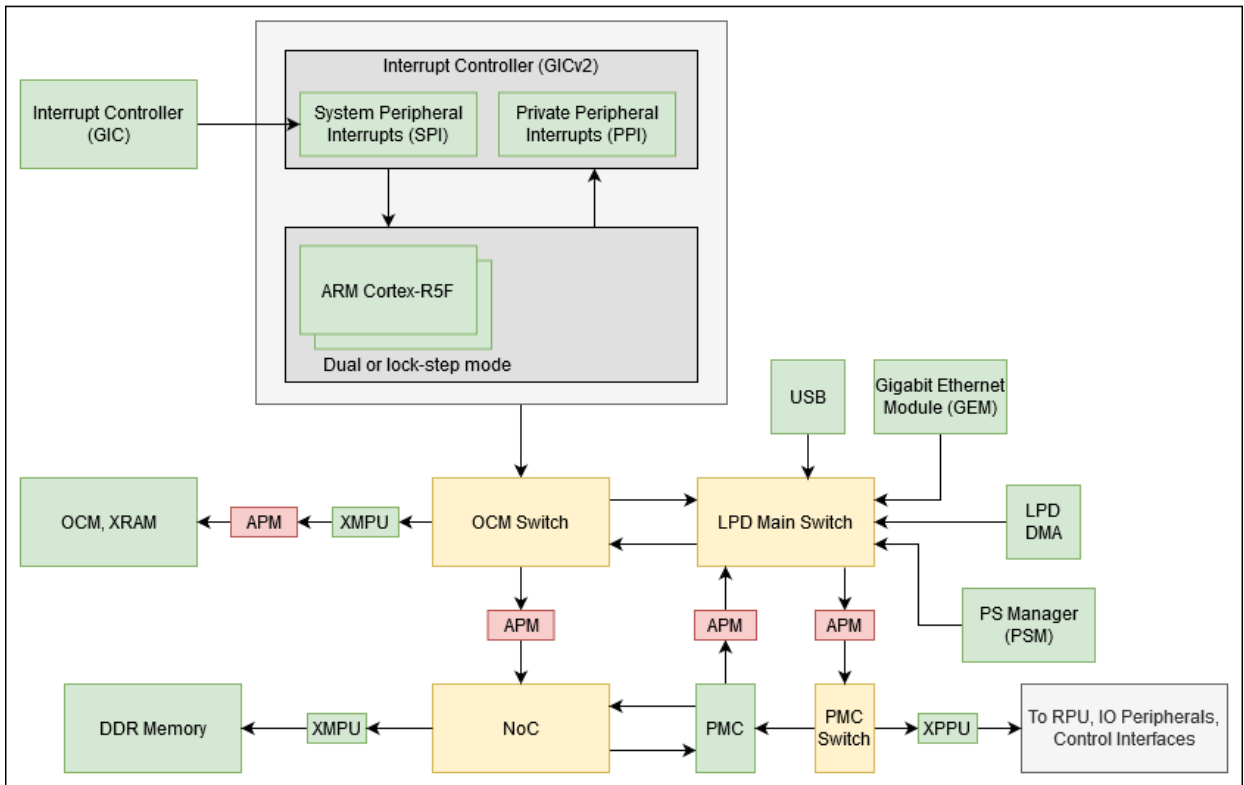 Interrupt Controller (GICv2)
Interrupt Controller
(GIC)
System Peripheral
Interrupts (SPI)
Private Peripheral
Interrupts (PPI)
ARM Cortex-R5F
Dual or lock-step mode
USB
Gigabit Ethernet
Module (GEM)
OCM, XRAM
APM
XMPU
OCM Switch
LPD Main Switch
LPD
DMA
APM
APM
APM
PS Manager
(PSM)
DDR Memory
XMPU
NoC
PMC
PMC
Switch
XPPU
To RPU, IO Peripherals,
Control Interfaces